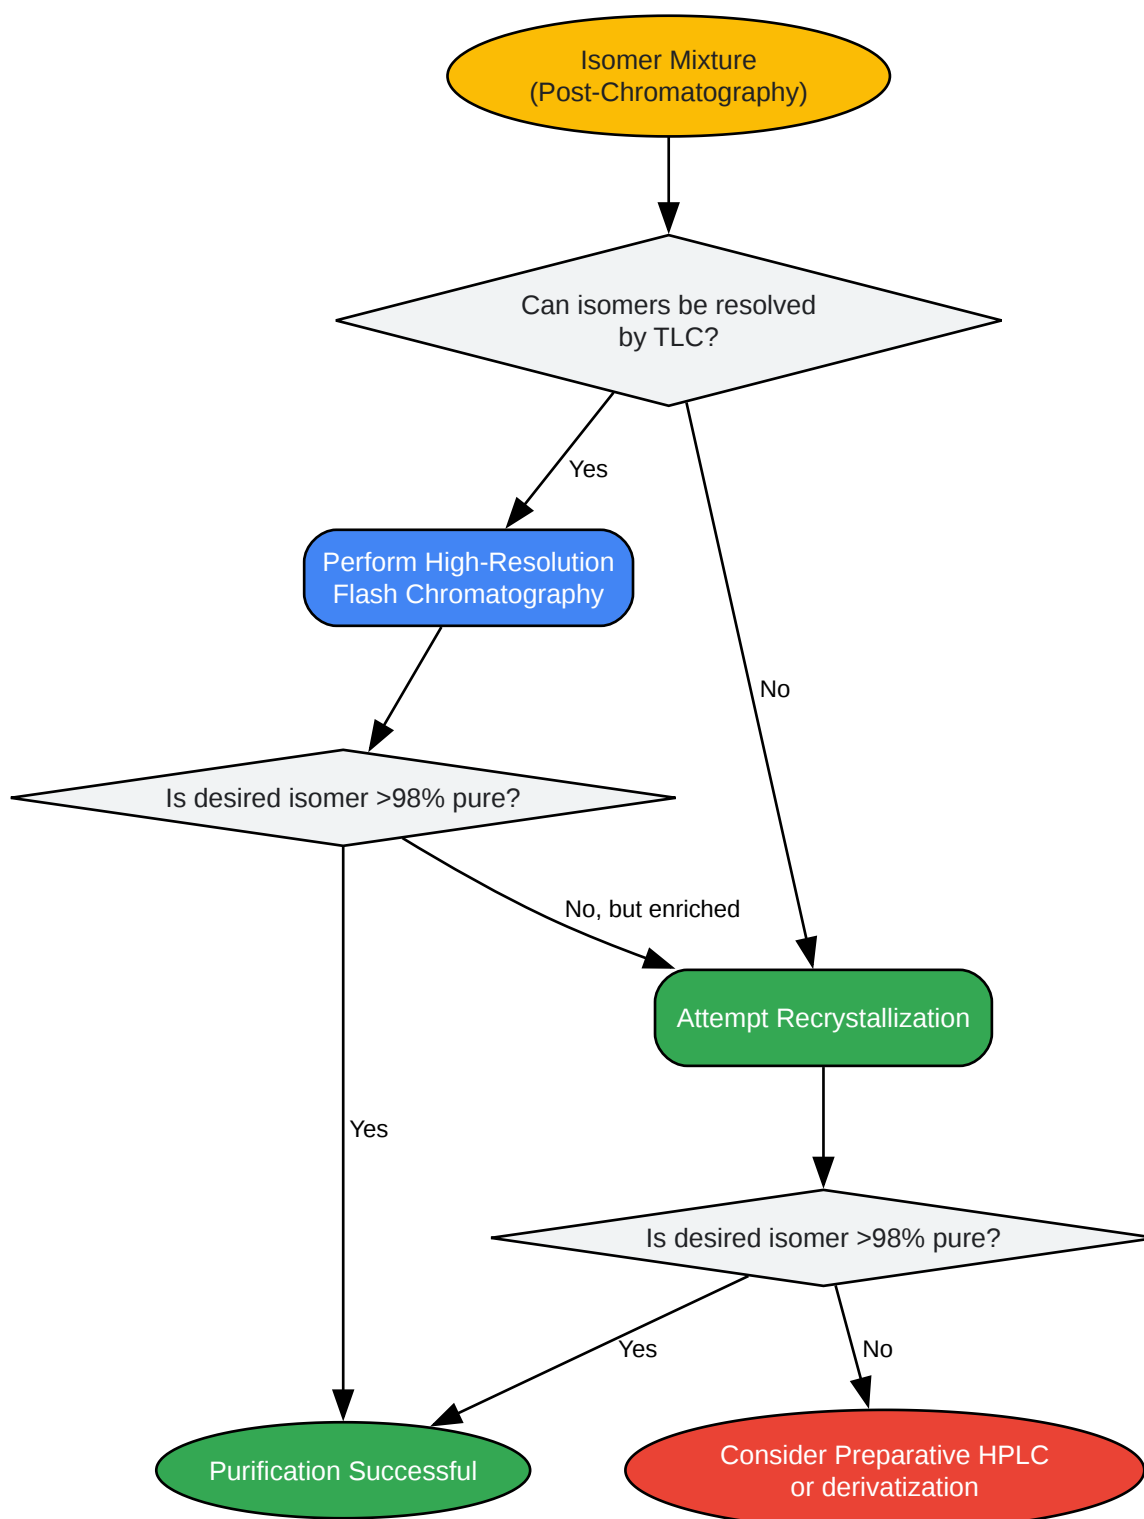 Isomer Mixture
(Post-Chromatography)
Can isomers be resolved
by TLC?
Yes
Perform High-Resolution
Flash Chromatography
No
Is desired isomer >98% pure?
No, but enriched
Attempt Recrystallization
Yes
Is desired isomer >98% pure?
Yes
No
Purification Successful
Consider Preparative HPLC
or derivatization